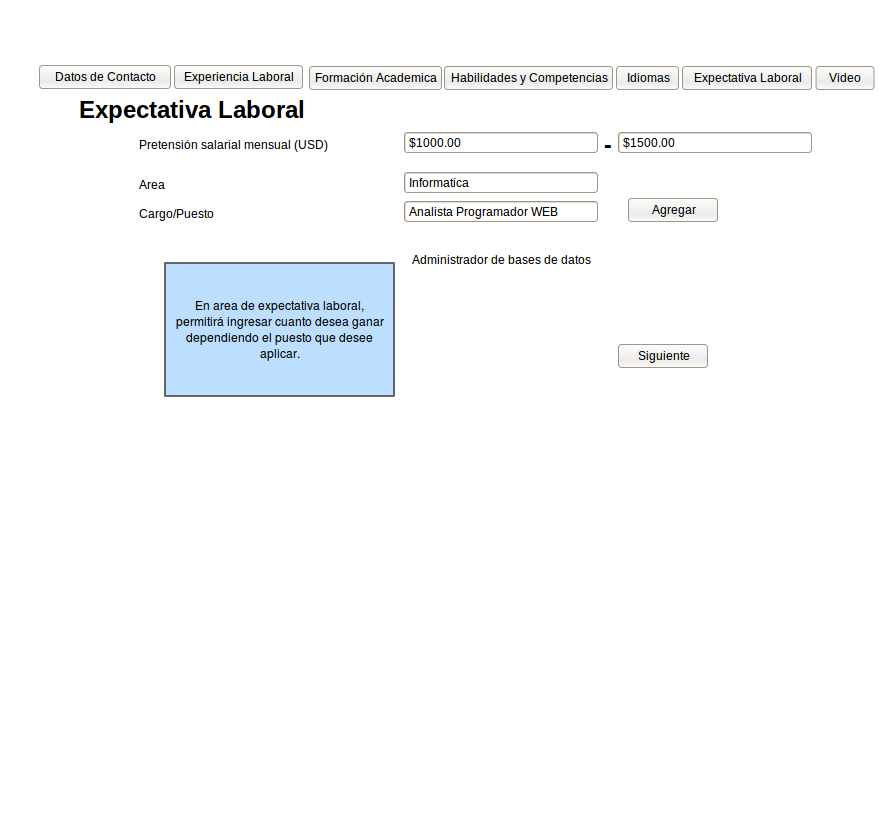 Datos de Contacto Experiencia Laboral Formación Academica Habilidades y Competencias Idiomas Expectativa Laboral Video
Expectativa Laboral
Pretensión salarial mensual (USD) $1000.00 - $1500.00
Area Informatica
Cargo/Puesto Analista Programador WEB Agregar
Administrador de bases de datos
En area de expectativa laboral,
permitirá ingresar cuanto desea ganar
dependiendo el puesto que desee
aplicar.
Siguiente